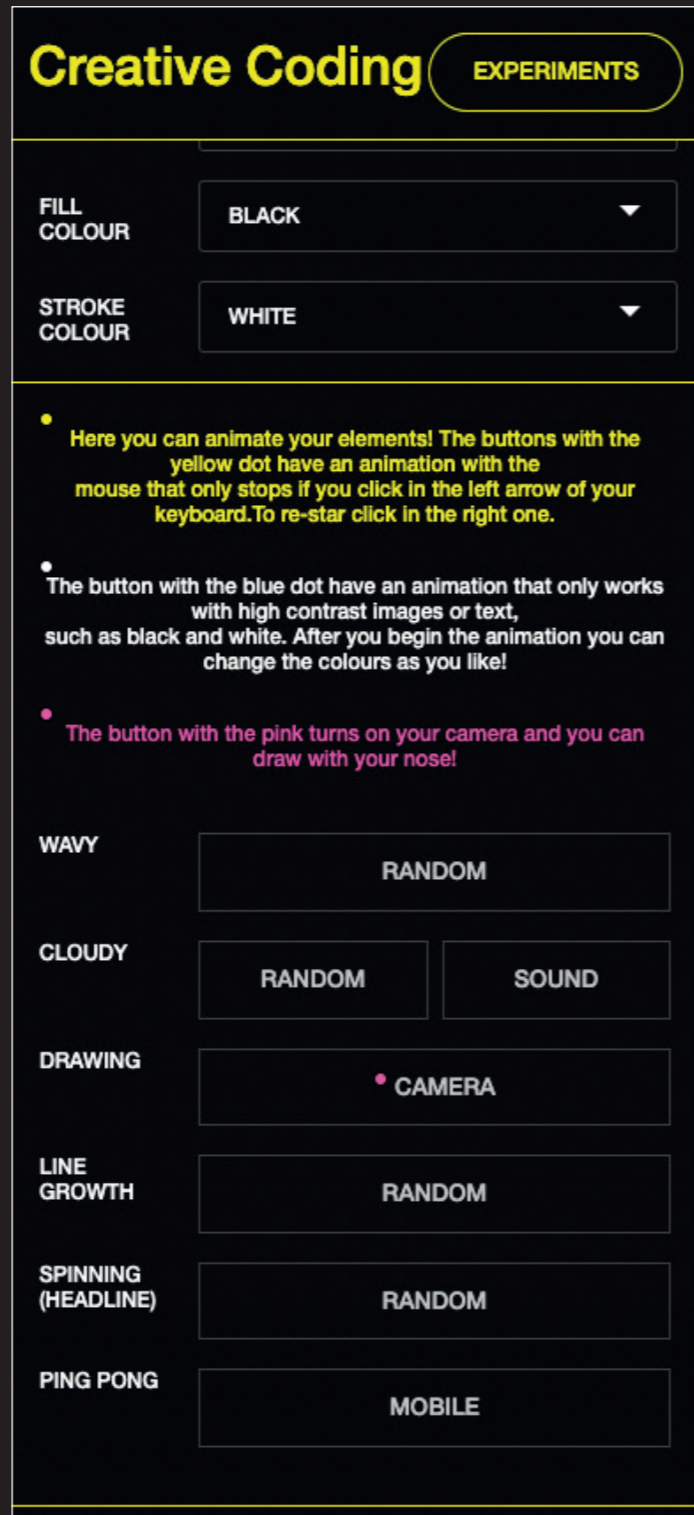 Creative Coding
EXPERIMENTS
FILL
COLOUR
BLACK
STROKE
COLOUR
WHITE
Here you can animate your elements! The buttons with the
yellow dot have an animation with the
mouse that only stops if you click in the left arrow of your
keyboard.To re-star click in the right one.
The button with the blue dot have an animation that only works
with high contrast images or text,
such as black and white. After you begin the animation you can
change the colours as you like!
The button with the pink turns on your camera and you can
draw with your nose!
WAVY
RANDOM
CLOUDY
RANDOM
SOUND
DRAWING
CAMERA
LINE
GROWTH
RANDOM
SPINNING
(HEADLINE)
RANDOM
PING PONG
MOBILE